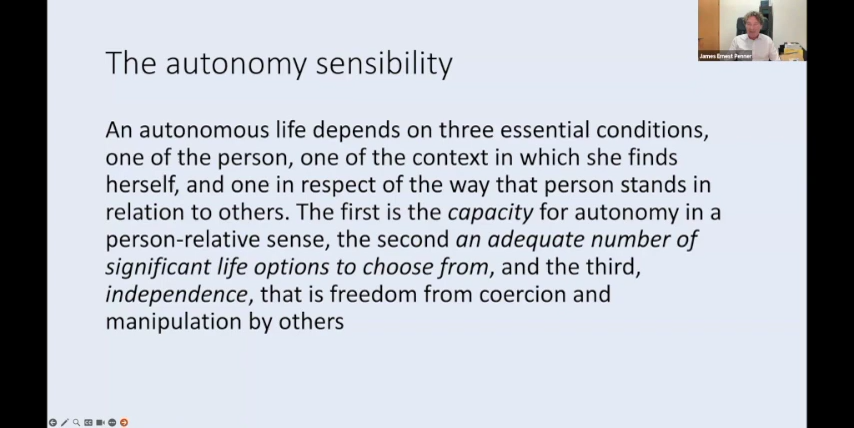 The autonomy sensibility
James Ernest Penner
An autonomous life depends on three essential conditions,
one of the person, one of the context in which she finds
herself, and one in respect of the way that person stands in
relation to others. The first is the capacity for autonomy in a
person-relative sense, the second an adequate number of
significant life options to choose from, and the third,
independence, that is freedom from coercion and
manipulation by others